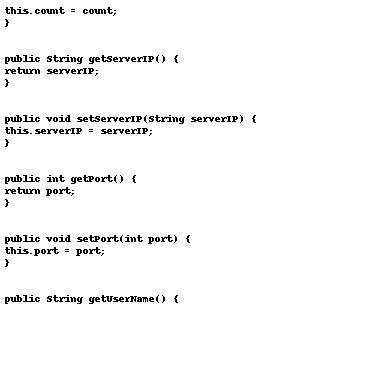 this.count = count;
}
public String getServerIP() {
return serverIP;
}
public void setServerIP(String serverIP) {
this.serverIP = serverIP;
}
public int getPort() {
return port;
}
public void setPort(int port) {
this.port = port;
}
public String getUserName() {